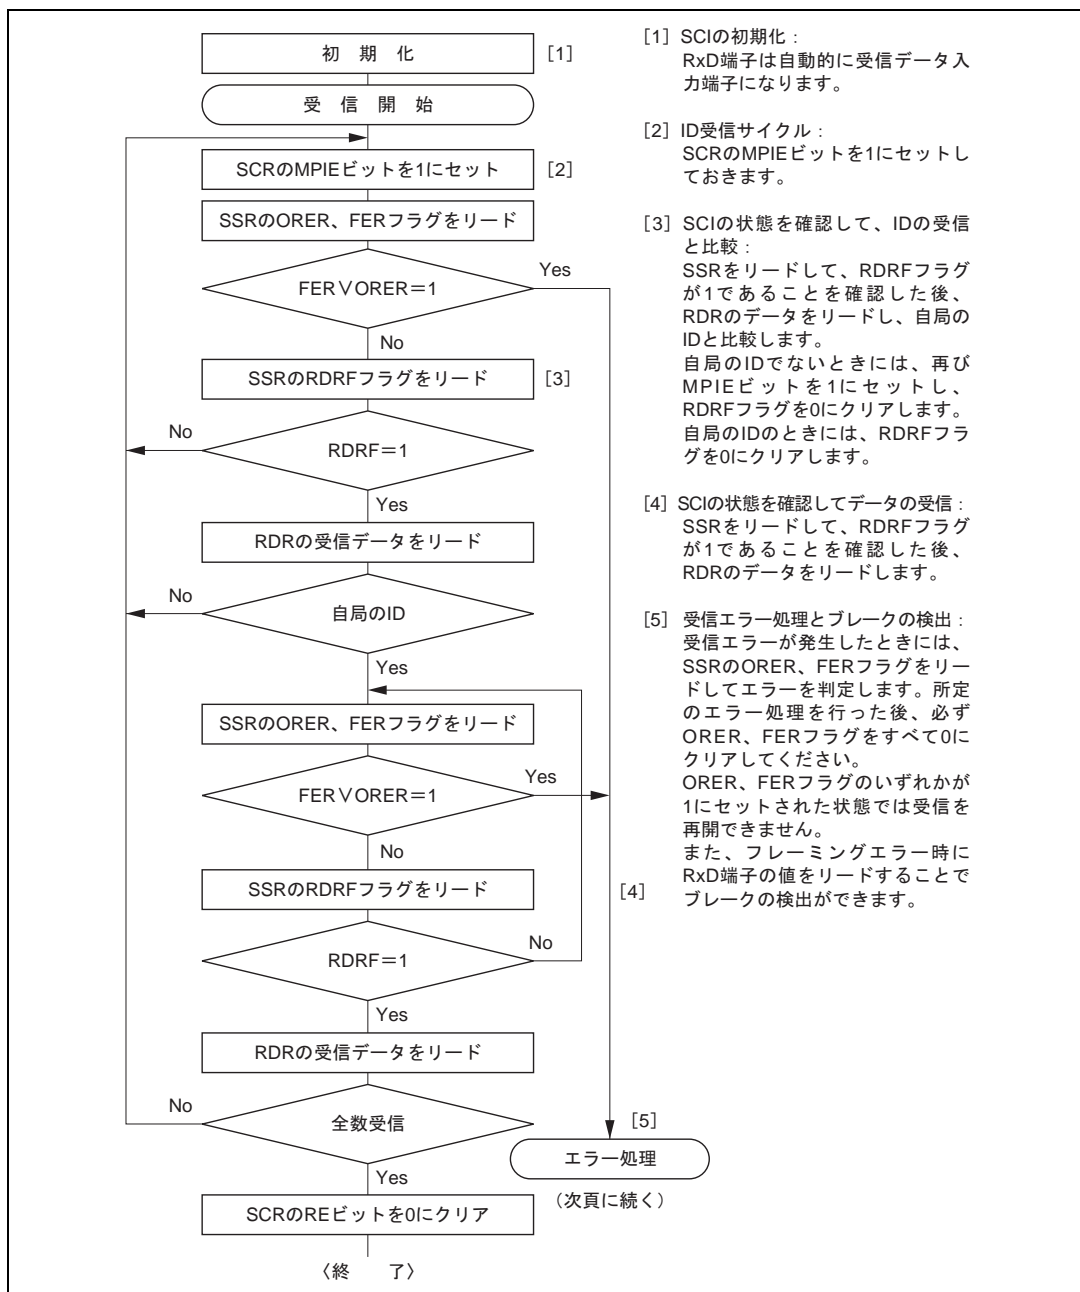 初 期 化
[1]
受 信 開 始
SCRのMPIEビットを1にセット
[2]
SSRのORER、FERフラグをリード
FER∨ORER＝1
Yes
No
SSRのRDRFフラグをリード
[3]
No
RDRF＝1
Yes
RDRの受信データをリード
No
自局のID
Yes
SSRのORER、FERフラグをリード
FER∨ORER＝1
Yes
No
SSRのRDRFフラグをリード
[4]
RDRF＝1
No
Yes
RDRの受信データをリード
No
全数受信
[5]
エラー処理
Yes
（次頁に続く）
SCRのREビットを0にクリア
〈終　了〉
[1] SCIの初期化：
RxD端子は自動的に受信データ入
力端子になります。
[2] ID受信サイクル：
SCRのMPIEビットを1にセットし
ておきます。
[3] SCIの状態を確認して、IDの受信
と比較：
SSRをリードして、RDRFフラグ
が1であることを確認した後、
RDRのデータをリードし、自局の
IDと比較します。
自局のIDでないときには、再び
MPIEビットを1にセットし、
RDRFフラグを0にクリアします。
自局のIDのときには、RDRFフラ
グを0にクリアします。
[4] SCIの状態を確認してデータの受信：
SSRをリードして、RDRFフラグ
が1であることを確認した後、
RDRのデータをリードします。
[5] 受信エラー処理とブレークの検出：
受信エラーが発生したときには、
SSRのORER、FERフラグをリー
ドしてエラーを判定します。所定
のエラー処理を行った後、必ず
ORER、FERフラグをすべて0に
クリアしてください。
ORER、FERフラグのいずれかが
1にセットされた状態では受信を
再開できません。
また、フレーミングエラー時に
RxD端子の値をリードすることで
ブレークの検出ができます。